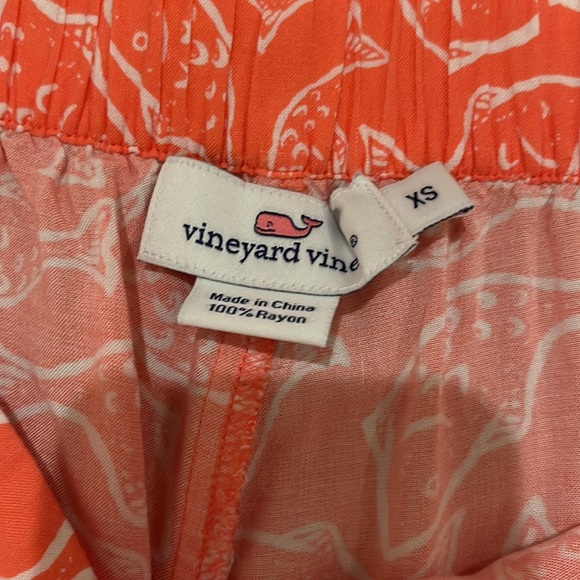 vineyard vine
®
XS
Made in China
100% Rayon